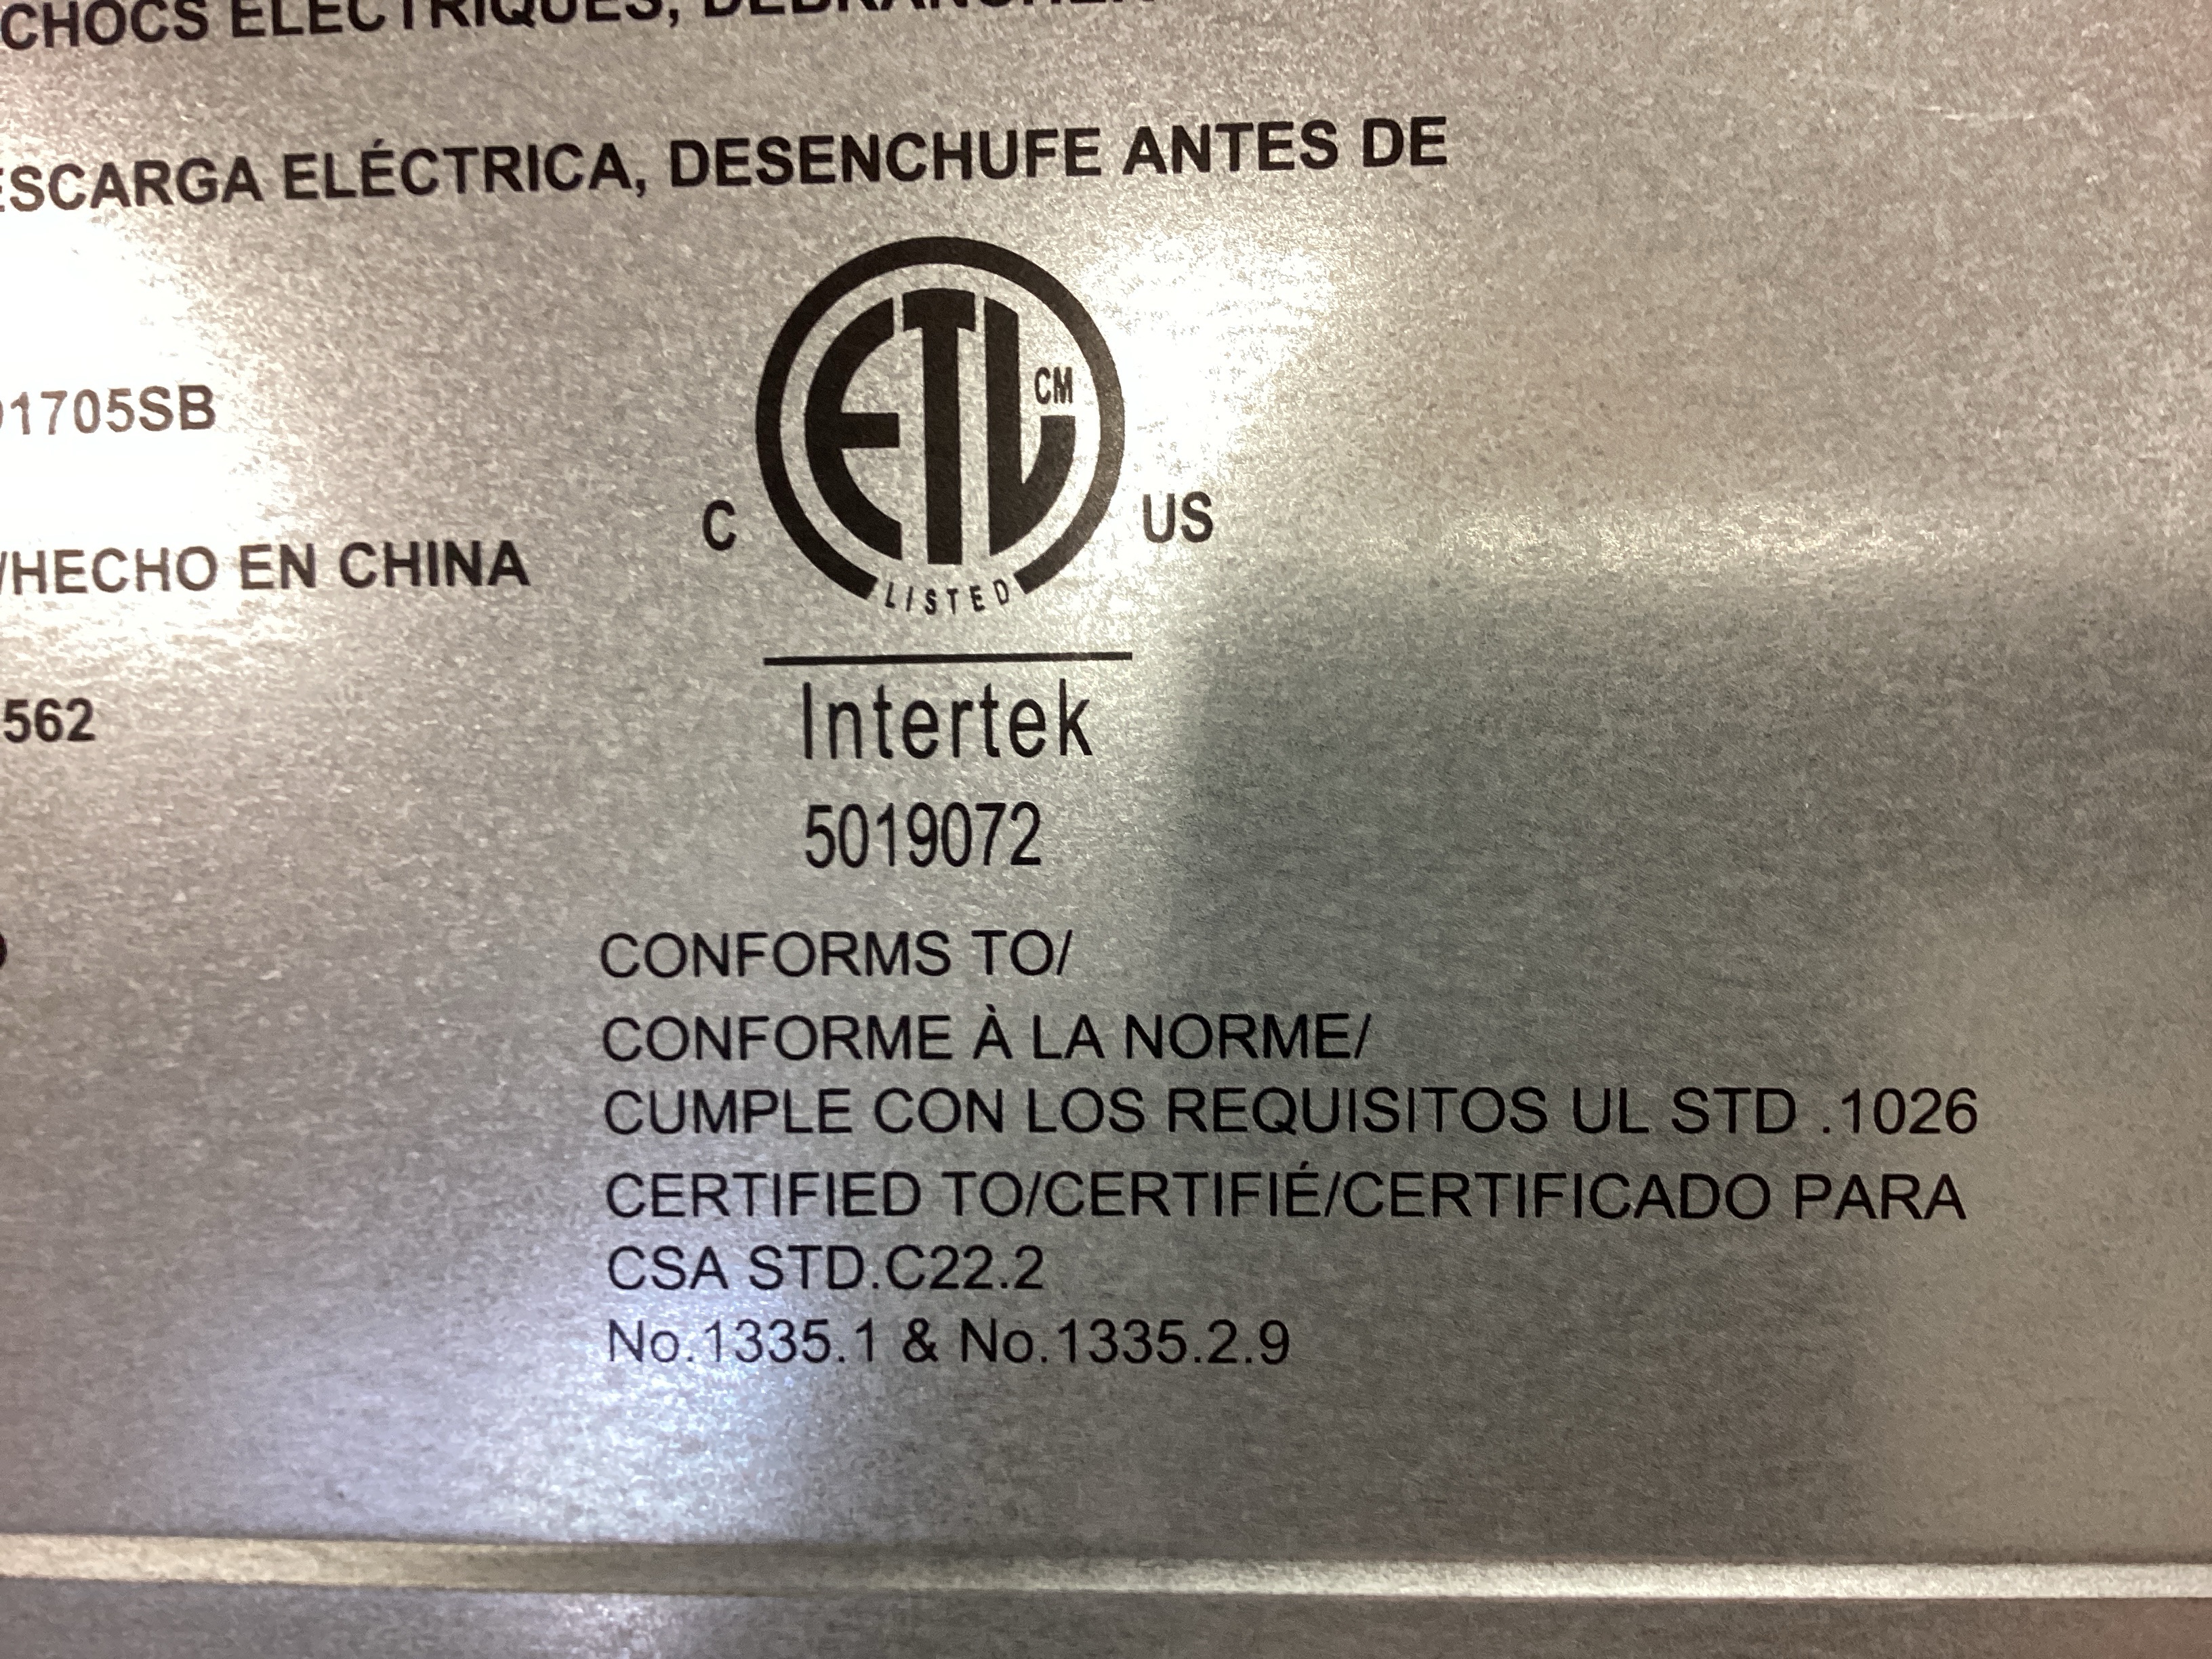 CHOCS ÉLECTRIQUES,
ELÉCTRICA, DESENCHUFE ANTES DE
ETL CM
C US
LISTED
1705SB
/HECHO EN CHINA
562
Intertek
5019072
CONFORMS TO/
CONFORME À LA NORME/
CUMPLE CON LOS REQUISITOS UL STD .1026
CERTIFIED TO/CERTIFIÉ/CERTIFICADO PARA
CSA STD.C22.2
No.1335.1 & No.1335.2.9